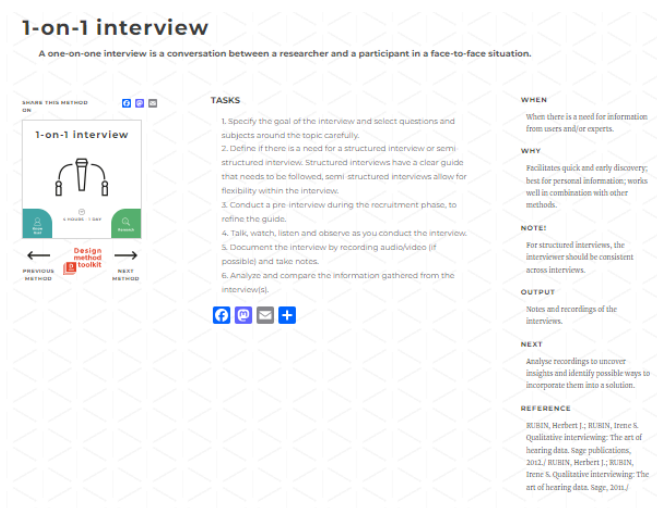 1-on-1 interview
A one-on-one interview is a conversation between a researcher and a participant in a face-to-face situation.
SHARE THIS METHOD
ON
1-on-1 interview
2 HOURS - 1 DAY
Research
Design
method
toolkit
PREVIOUS
METHOD
NEXT
METHOD
TASKS
1. Specify the goal of the interview and select questions and
subjects around the topic carefully.
2. Define if there is a need for a structured interview or semi-
structured interview. Structured interviews have a clear guide
that needs to be followed, semi-structured interviews allow for
flexibility within the interview.
3. Conduct a pre-interview during the recruitment phase, to
refine the guide.
4. Talk, watch, listen and observe as you conduct the interview.
5. Document the interview by recording audio/video (if
possible) and take notes.
6. Analyze and compare the information gathered from the
interview(s).
WHEN
When there is a need for information
from users and/or experts.
WHY
Facilitates quick and early discovery;
best for personal information; works
well in combination with other
methods.
NOTE!
For structured interviews, the
interviewer should be consistent
across interviews.
OUTPUT
Notes and recordings of the
interviews.
NEXT
Analyse recordings to uncover
insights and identify possible ways to
incorporate them into a solution.
REFERENCE
RUBIN, Herbert J.; RUBIN, Irene S.
Qualitative interviewing: The art of
hearing data. Sage publications,
2012./ RUBIN, Herbert J.; RUBIN,
Irene S. Qualitative interviewing: The
art of hearing data. Sage, 2011./